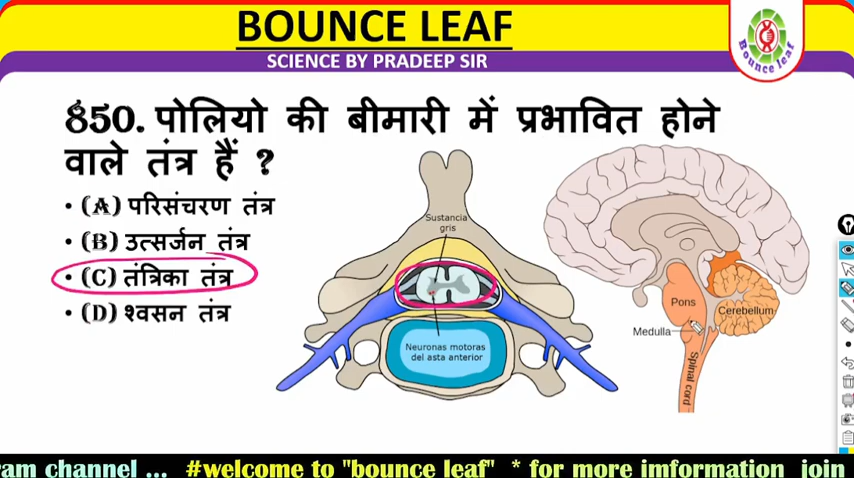 BOUNCE LEAF
SCIENCE BY PRADEEP SIR
Bounce leaf
850. पोलियो की बीमारी में प्रभावित होने
वाले तंत्र हैं ?
• (A) परिसंचरण तंत्र
• (B) उत्सर्जन तंत्र
• (C) तंत्रिका तंत्र
• (D) श्वसन तंत्र
Sustancia
gris
Neuronas motoras
del asta anterior
Pons
Cerebellum
Medulla
Spinal cord
ram channel ... #welcome to "bounce leaf" * for more imformation join